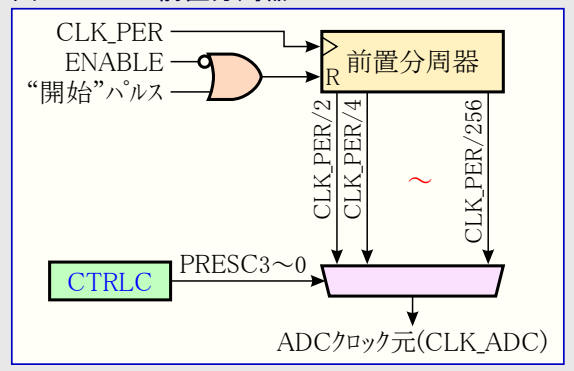 CLK_PER
ENABLE
“開始”パルス
前置分周器
R
CLK_PER/2
CLK_PER/4
～
CLK_PER/256
CTRLC
PRESC3～0
ADCクロック元(CLK_ADC)